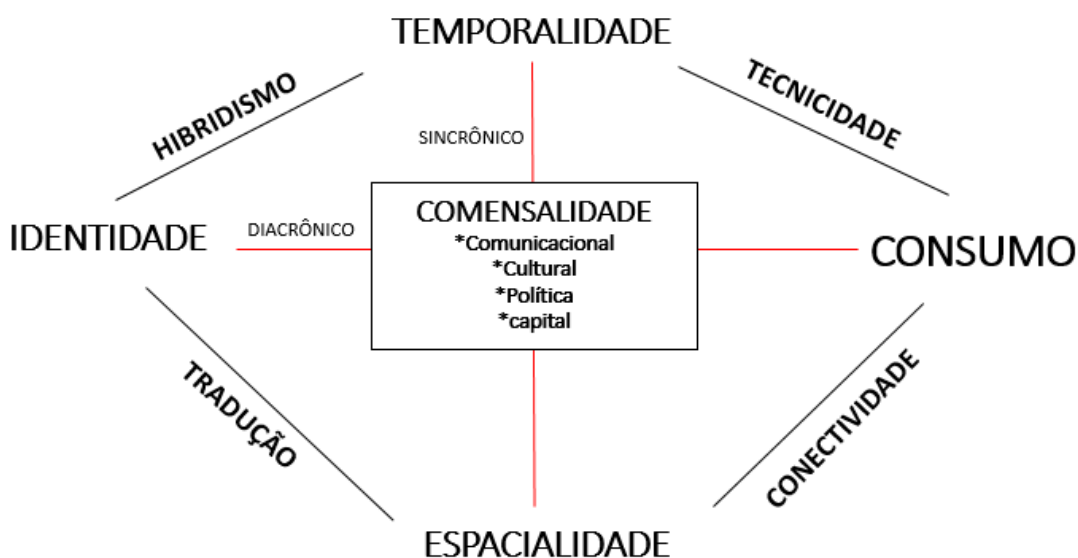 TEMPORALIDADE
HIBRIDISMO
TECNICIDADE
SINCRÔNICO
IDENTIDADE
DIACRÔNICO
COMENSALIDADE
*Comunicacional
*Cultural
*Política
*capital
CONSUMO
TRADUÇÃO
CONECTIVIDADE
ESPACIALIDADE